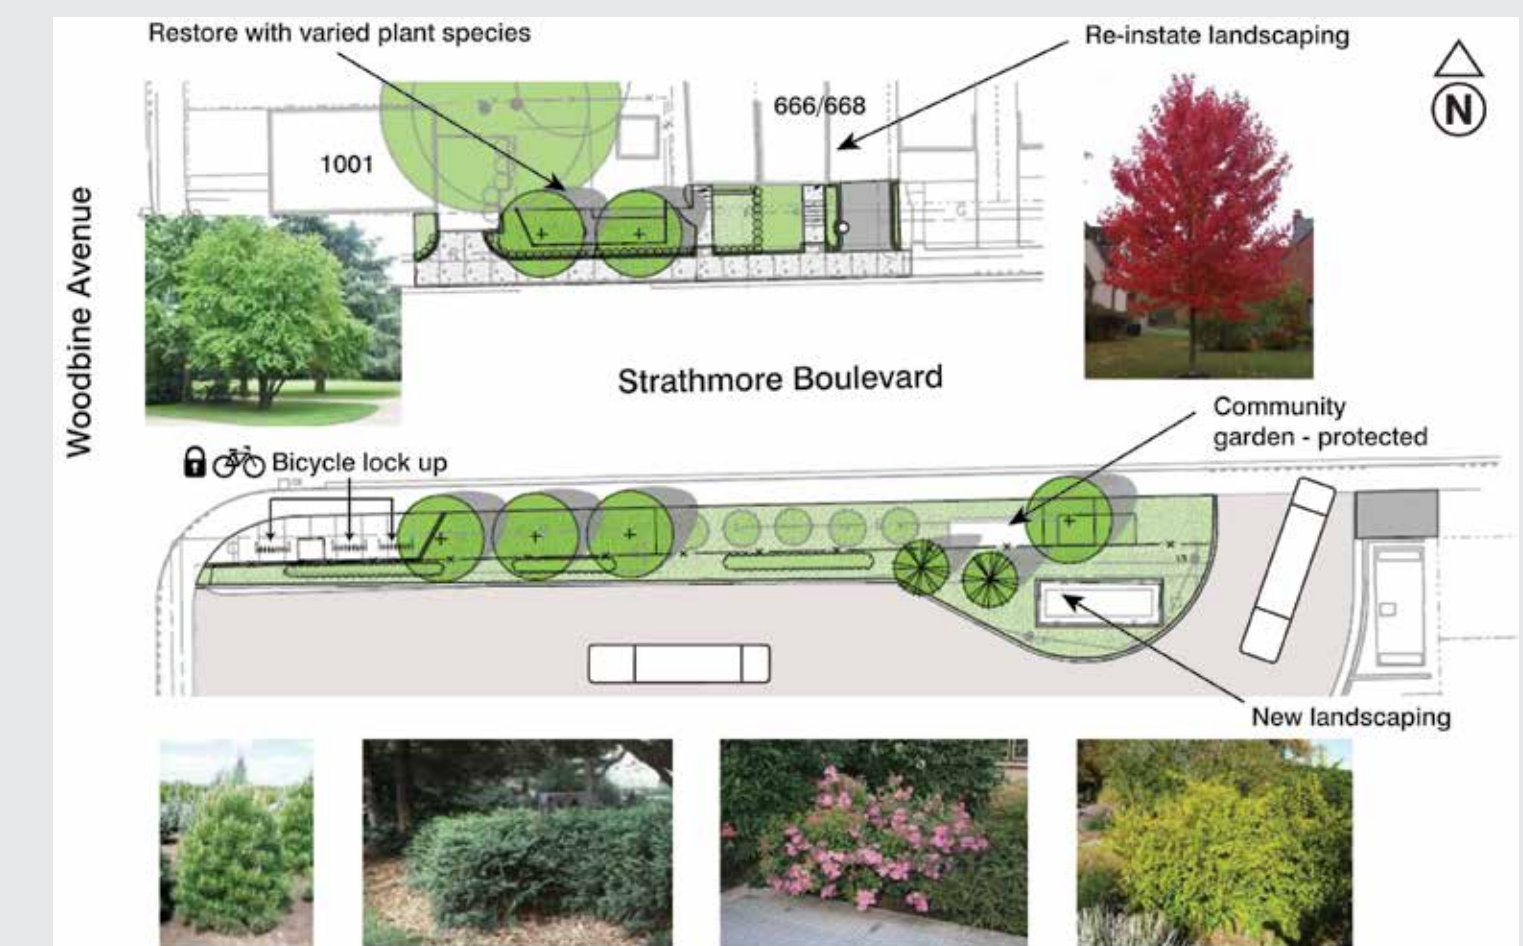 Restore with varied plant species
Re-instate landscaping
N
666/668
1001
Woodbine Avenue
Strathmore Boulevard
Community
garden - protected
Bicycle lock up
New landscaping